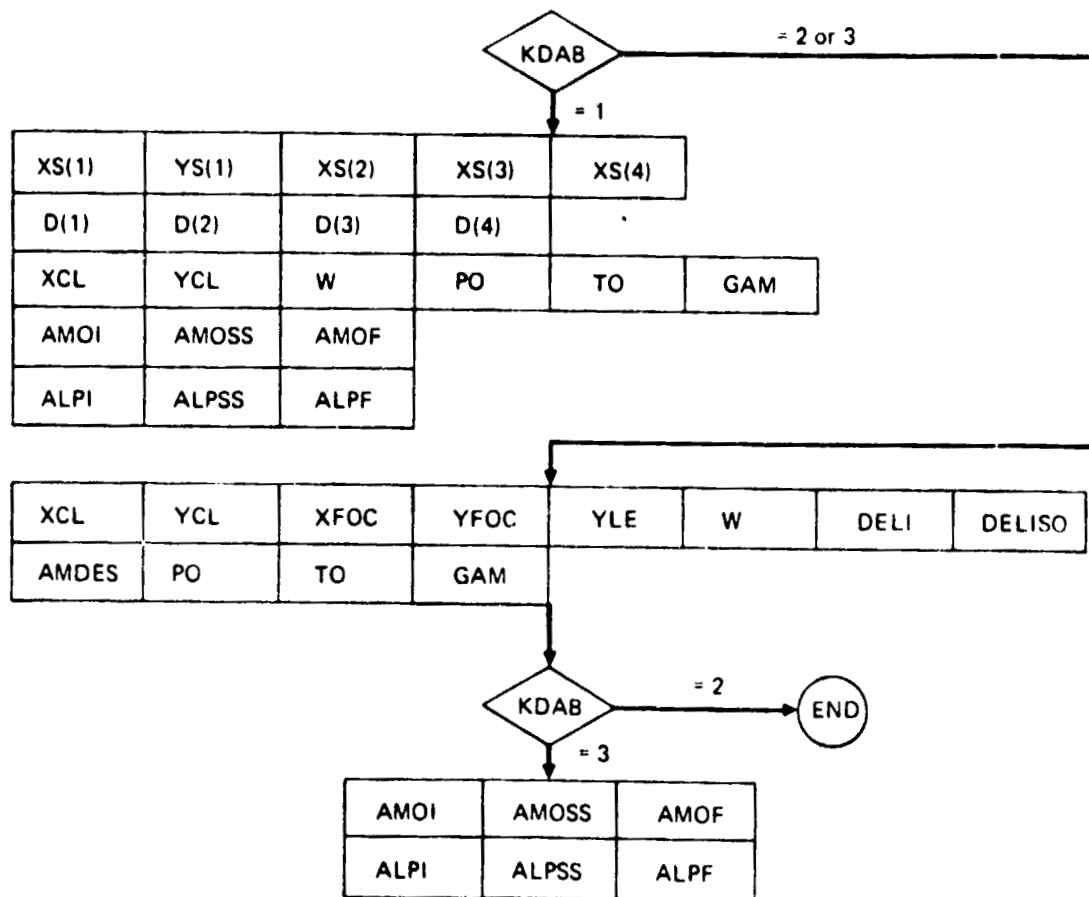 KDAB = 2 or 3
= 1
XS(1) YS(1) XS(2) XS(3) XS(4)
D(1) D(2) D(3) D(4)
XCL YCL W PO TO GAM
AMOI AMOSS AMOF
ALPI ALPSS ALPF
XCL YCL XFOC YFOC YLE W DELI DELISO
AMDES PO TO GAM
KDAB = 2 END
= 3
AMOI AMOSS AMOF
ALPI ALPSS ALPF